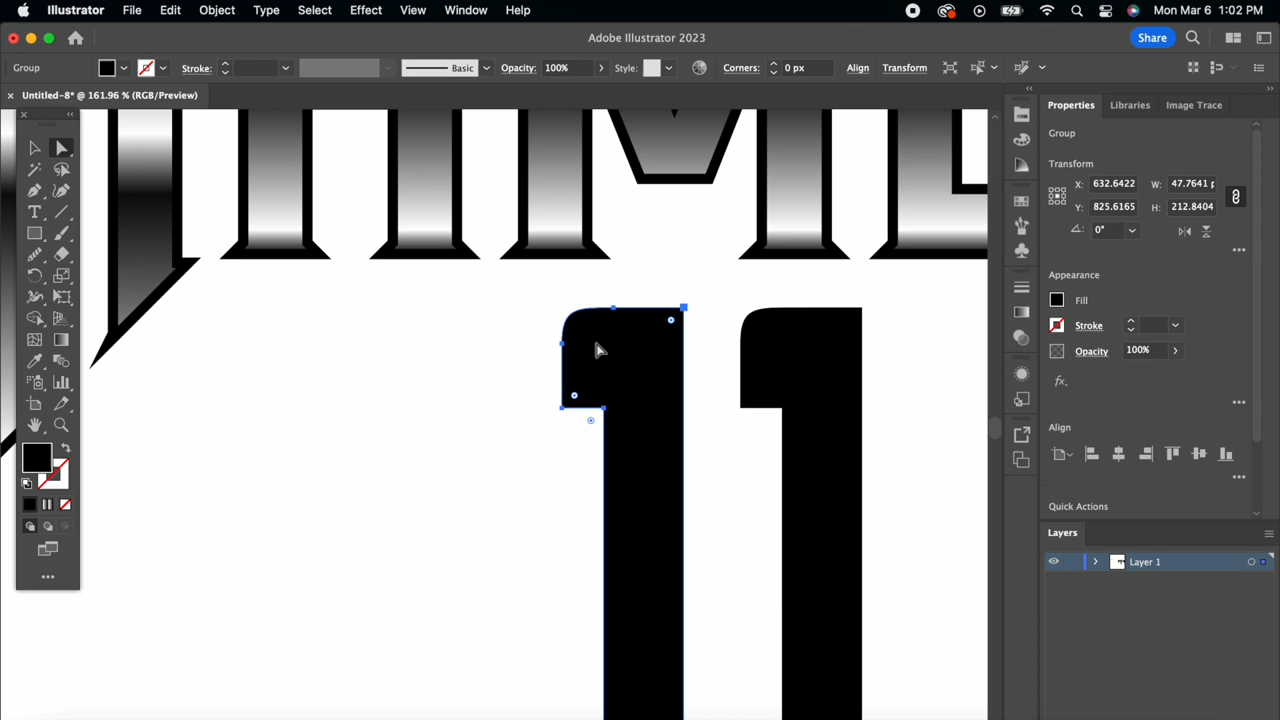 Illustrator File Edit Object Type Select Effect View Window Help Mon Mar 6 1:02 PM
Adobe Illustrator 2023 Share
Group Stroke: Basic Opacity: 100% Style: Corners: 0 px Align Transform
× Untitled-8* @ 161.96 % (RGB/Preview)
Properties Libraries Image Trace
Group
Transform
X: 632.6422 W: 47.7641 p
Y: 825.6165 H: 212.8404
0°
Appearance
Fill
Stroke
Opacity 100%
fx.
Align
Quick Actions
Layers
Layer 1
11